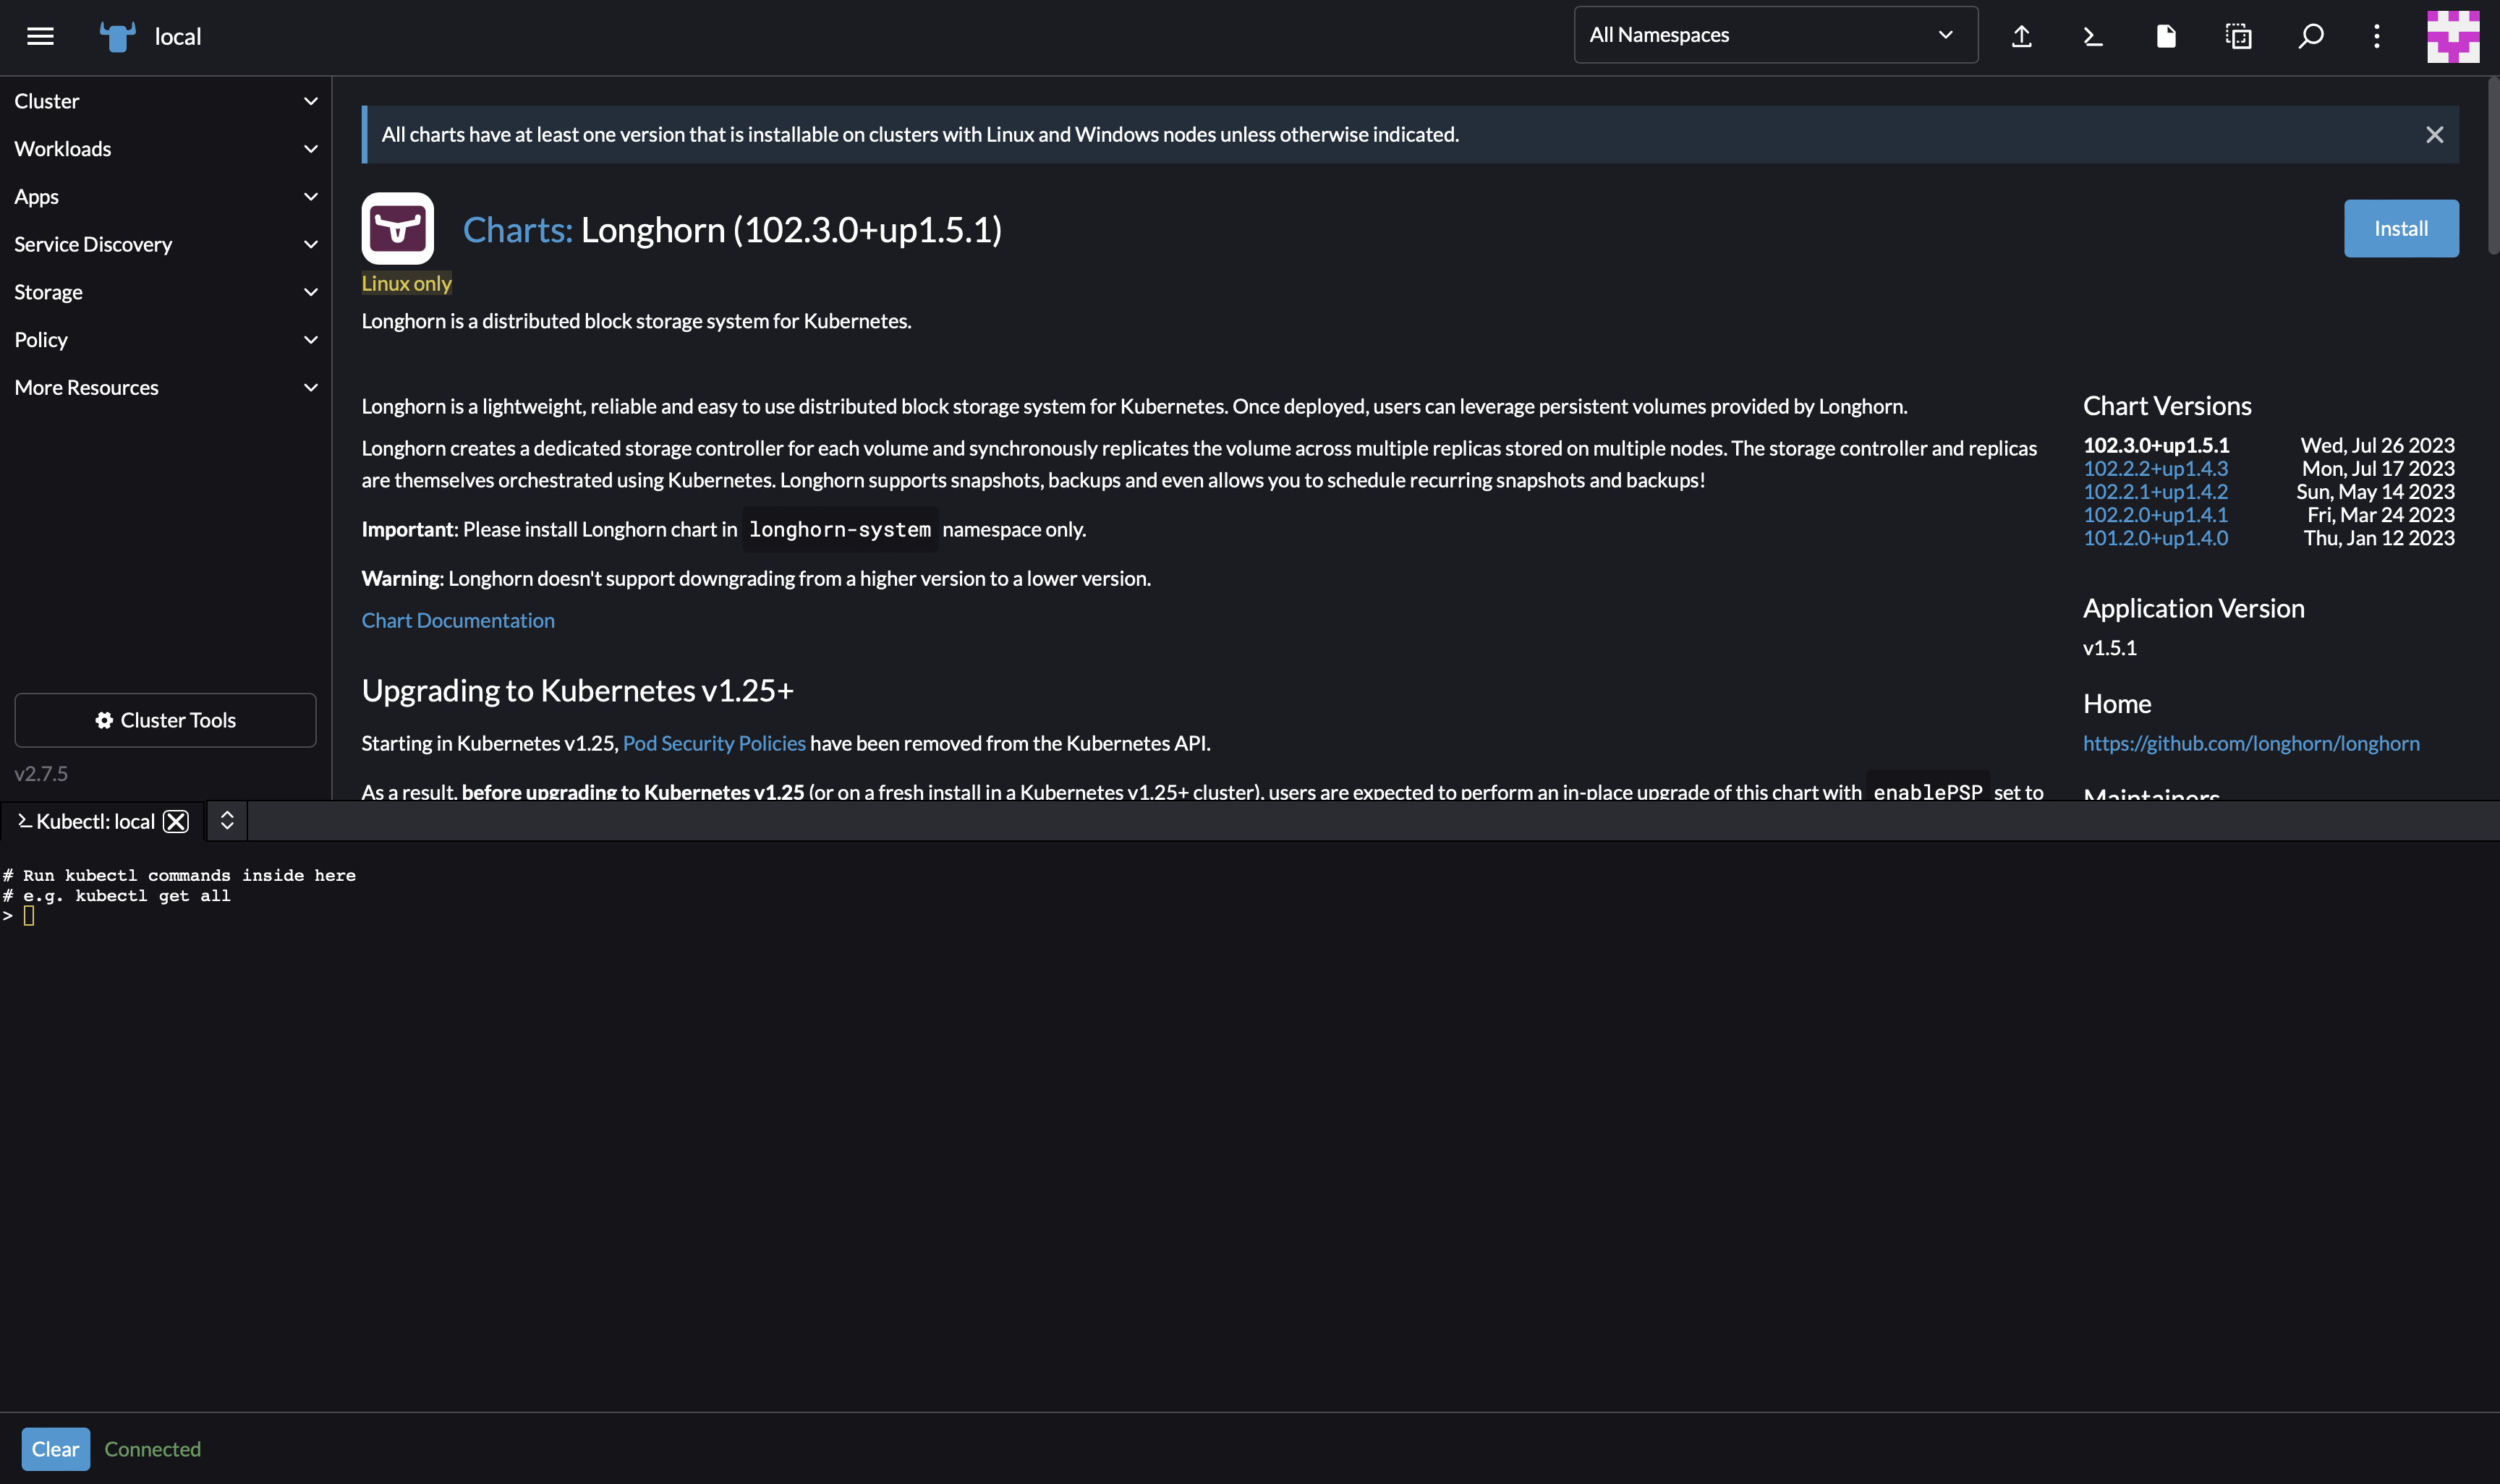 local
All Namespaces
Cluster
Workloads
Apps
Service Discovery
Storage
Policy
More Resources
Cluster Tools
v2.7.5
All charts have at least one version that is installable on clusters with Linux and Windows nodes unless otherwise indicated.
Charts: Longhorn (102.3.0+up1.5.1)
Install
Linux only
Longhorn is a distributed block storage system for Kubernetes.
Longhorn is a lightweight, reliable and easy to use distributed block storage system for Kubernetes. Once deployed, users can leverage persistent volumes provided by Longhorn.
Longhorn creates a dedicated storage controller for each volume and synchronously replicates the volume across multiple replicas stored on multiple nodes. The storage controller and replicas
are themselves orchestrated using Kubernetes. Longhorn supports snapshots, backups and even allows you to schedule recurring snapshots and backups!
Important: Please install Longhorn chart in longhorn-system namespace only.
Warning: Longhorn doesn't support downgrading from a higher version to a lower version.
Chart Documentation
Upgrading to Kubernetes v1.25+
Starting in Kubernetes v1.25, Pod Security Policies have been removed from the Kubernetes API.
As a result, before upgrading to Kubernetes v1.25 (or on a fresh install in a Kubernetes v1.25+ cluster), users are expected to perform an in-place upgrade of this chart with enablePSP set to
Chart Versions
102.3.0+up1.5.1 Wed, Jul 26 2023
102.2.2+up1.4.3 Mon, Jul 17 2023
102.2.1+up1.4.2 Sun, May 14 2023
102.2.0+up1.4.1 Fri, Mar 24 2023
101.2.0+up1.4.0 Thu, Jan 12 2023
Application Version
v1.5.1
Home
https://github.com/longhorn/longhorn
Maintainers
Kubectl: local
# Run kubectl commands inside here
# e.g. kubectl get all
>
Clear Connected